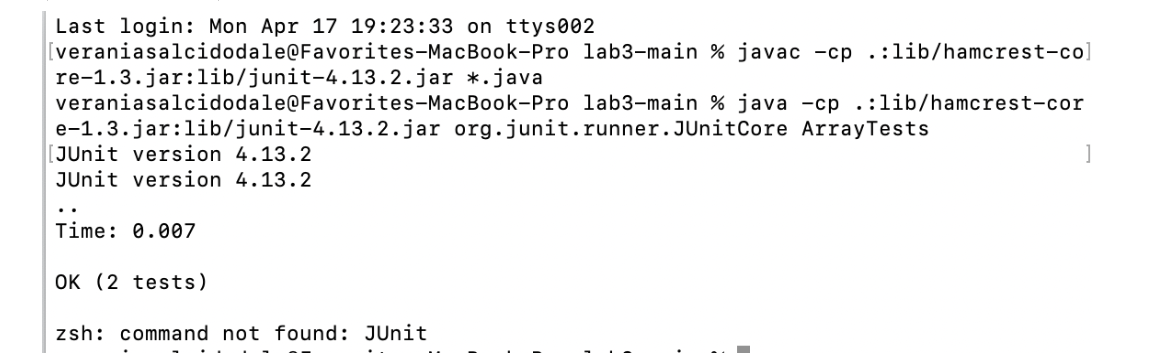 Last login: Mon Apr 17 19:23:33 on ttys002
[veraniasalcidodale@Favorites-MacBook-Pro lab3-main % javac -cp .:lib/hamcrest-co]
re-1.3.jar:lib/junit-4.13.2.jar *.java
veraniasalcidodale@Favorites-MacBook-Pro lab3-main % java -cp .:lib/hamcrest-cor
e-1.3.jar:lib/junit-4.13.2.jar org.junit.runner.JUnitCore ArrayTests
[JUnit version 4.13.2 ]
JUnit version 4.13.2
..
Time: 0.007
OK (2 tests)
zsh: command not found: JUnit